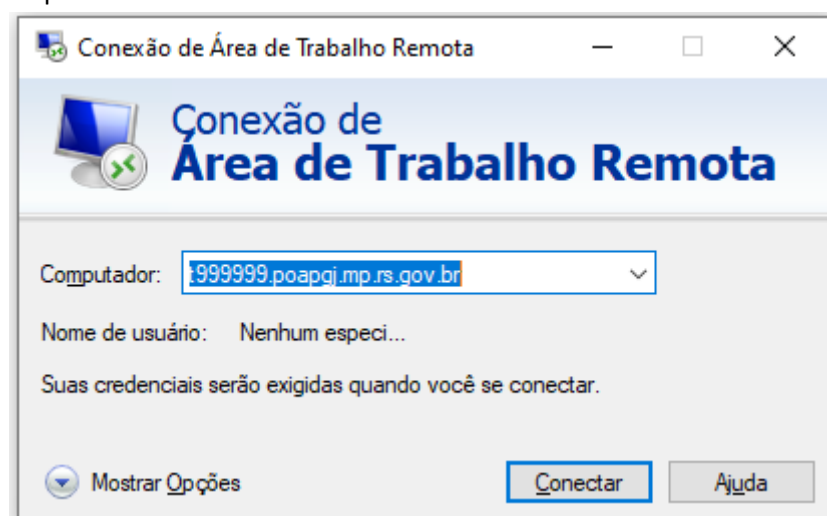 Conexão de Área de Trabalho Remota
Conexão de
Área de Trabalho Remota
Computador: t999999.poapgj.mp.rs.gov.br
Nome de usuário: Nenhum especi...
Suas credenciais serão exigidas quando você se conectar.
Mostrar Opções Conectar Ajuda